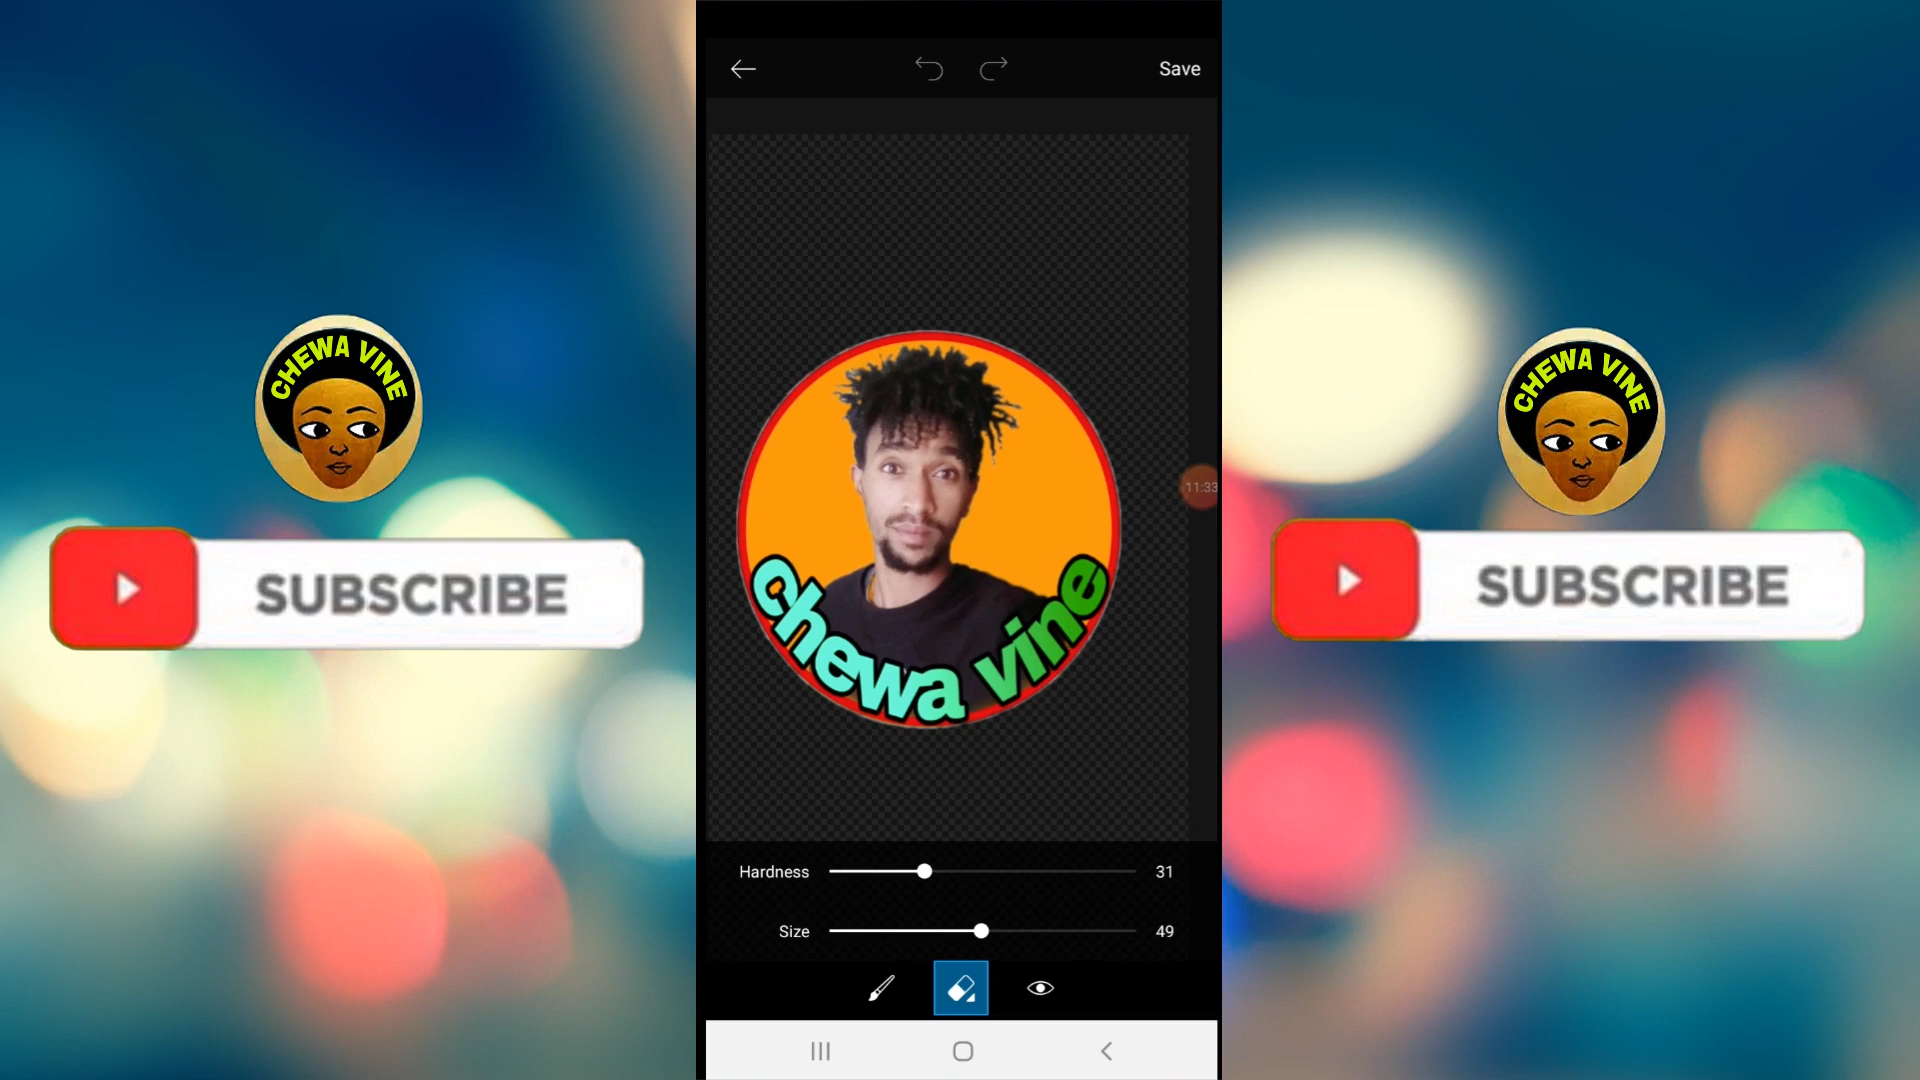 CHEWA VINE
SUBSCRIBE
Save
11:33
chewa vine
Hardness 31
Size 49
CHEWA VINE
SUBSCRIBE